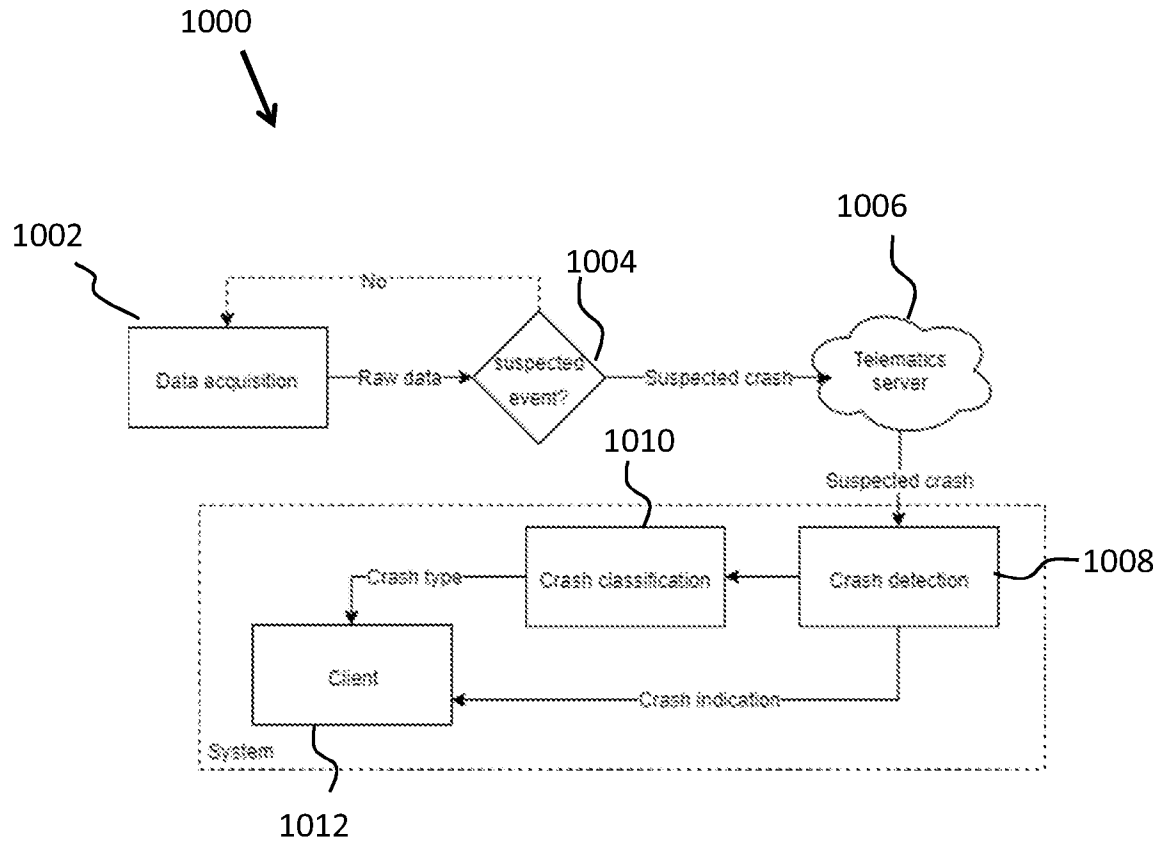 1000
1006
1002
1004
No
Data acquisition
Raw data
suspected
event?
Suspected crash
Telematics
server
1010
Suspected crash
Crash type
Crash classification
Crash detection
1008
Client
Crash indication
System
1012